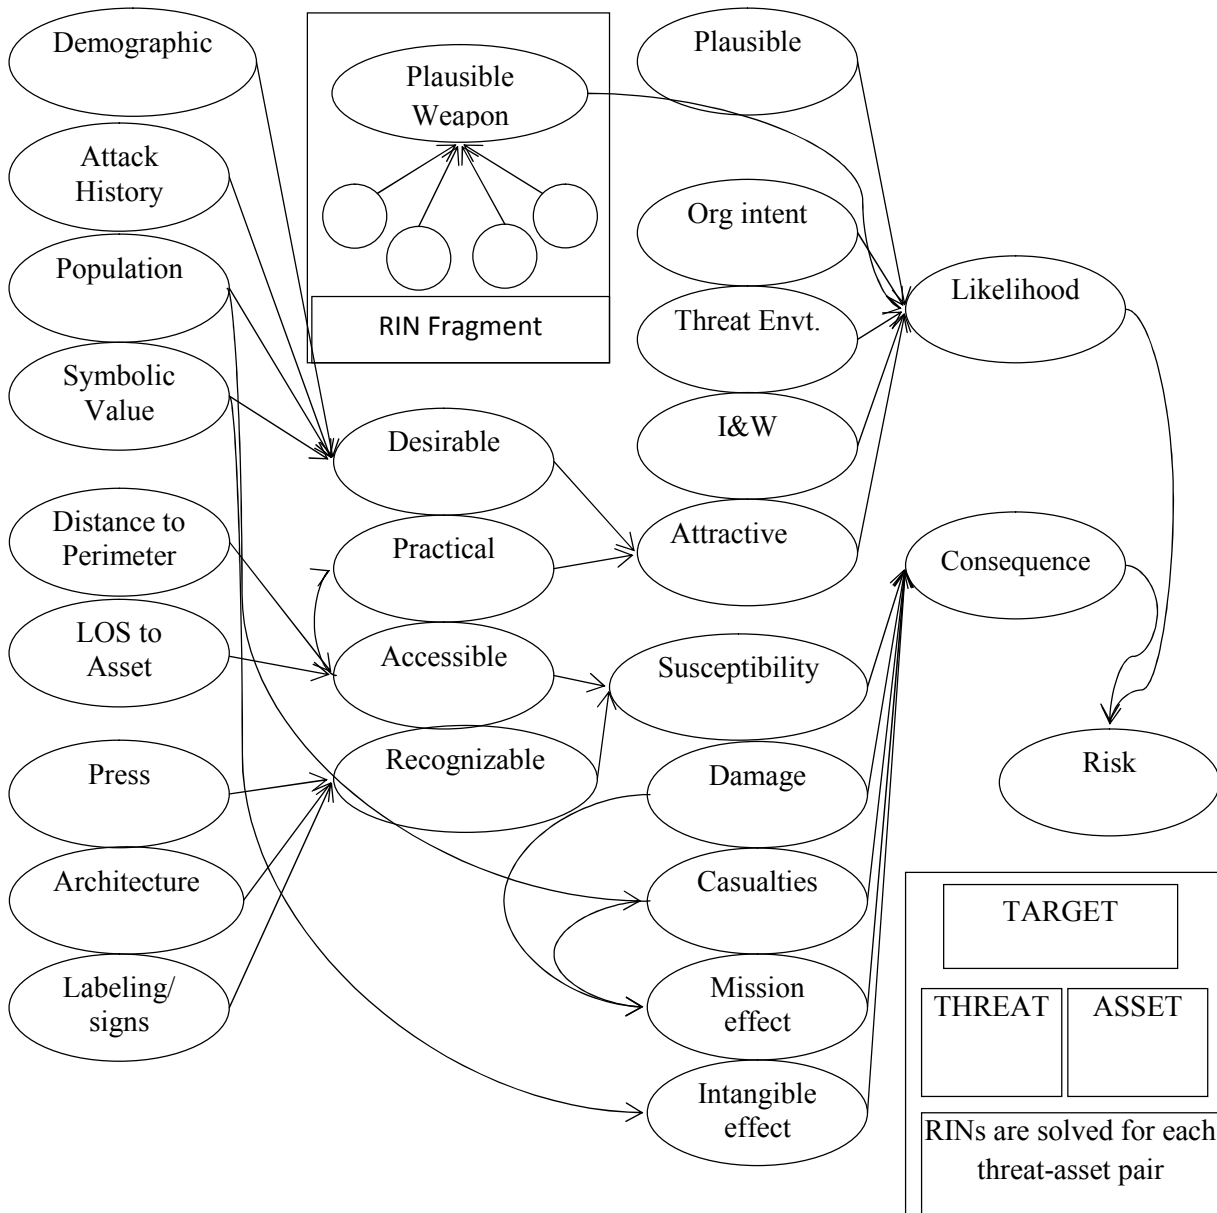 Demographic
Attack
History
Population
Symbolic
Value
Distance to
Perimeter
LOS to
Asset
Press
Architecture
Labeling/
signs
Plausible
Weapon
RIN Fragment
Desirable
Practical
Accessible
Recognizable
Plausible
Org intent
Threat Envt.
I&W
Attractive
Susceptibility
Damage
Casualties
Mission
effect
Intangible
effect
Likelihood
Consequence
Risk
TARGET
THREAT
ASSET
RINs are solved for each
threat-asset pair